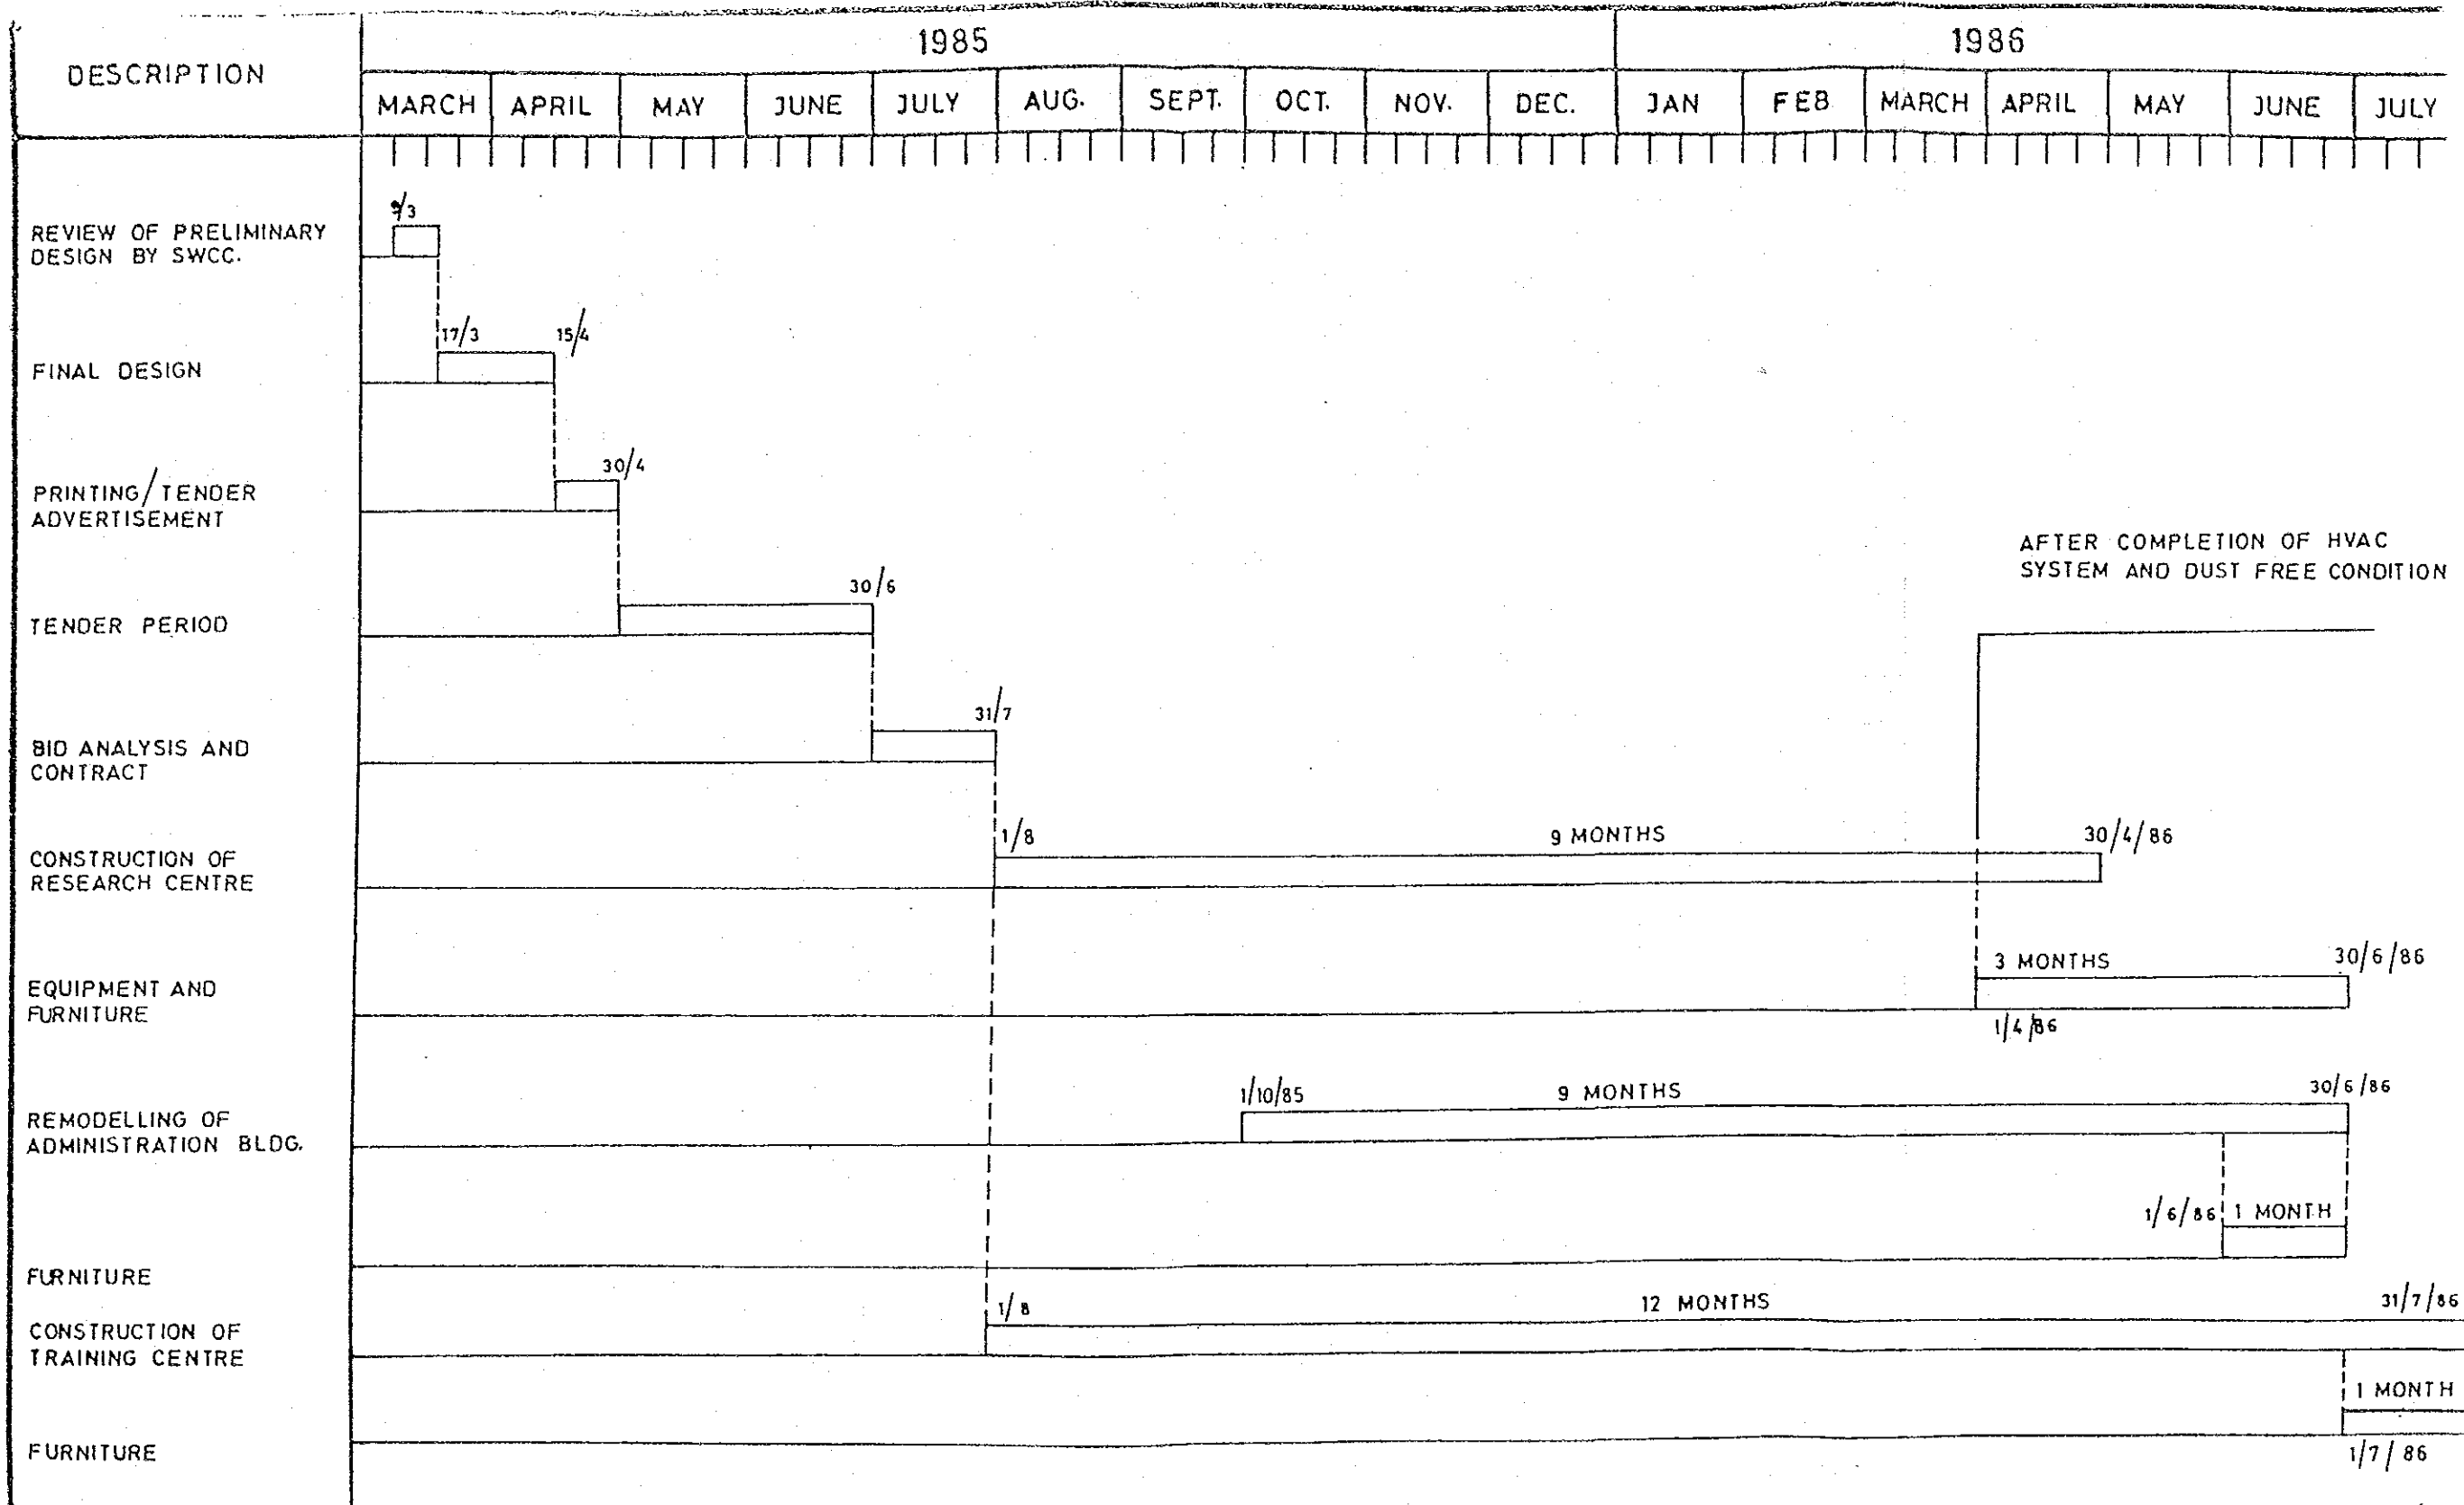 DESCRIPTION
1985
1986
MARCH APRIL MAY JUNE JULY AUG. SEPT. OCT. NOV. DEC. JAN FEB MARCH APRIL MAY JUNE JULY
9/3
REVIEW OF PRELIMINARY
DESIGN BY SWCC.
17/3 15/4
FINAL DESIGN
30/4
PRINTING/TENDER
ADVERTISEMENT
AFTER COMPLETION OF HVAC
SYSTEM AND DUST FREE CONDITION
30/6
TENDER PERIOD
31/7
BID ANALYSIS AND
CONTRACT
1/8 9 MONTHS 30/4/86
CONSTRUCTION OF
RESEARCH CENTRE
3 MONTHS 30/6/86
EQUIPMENT AND
FURNITURE
1/4/86
1/10/85 9 MONTHS 30/6/86
REMODELLING OF
ADMINISTRATION BLDG.
1/6/86 1 MONTH
FURNITURE
1/8 12 MONTHS 31/7/86
CONSTRUCTION OF
TRAINING CENTRE
1 MONTH
FURNITURE
1/7/86